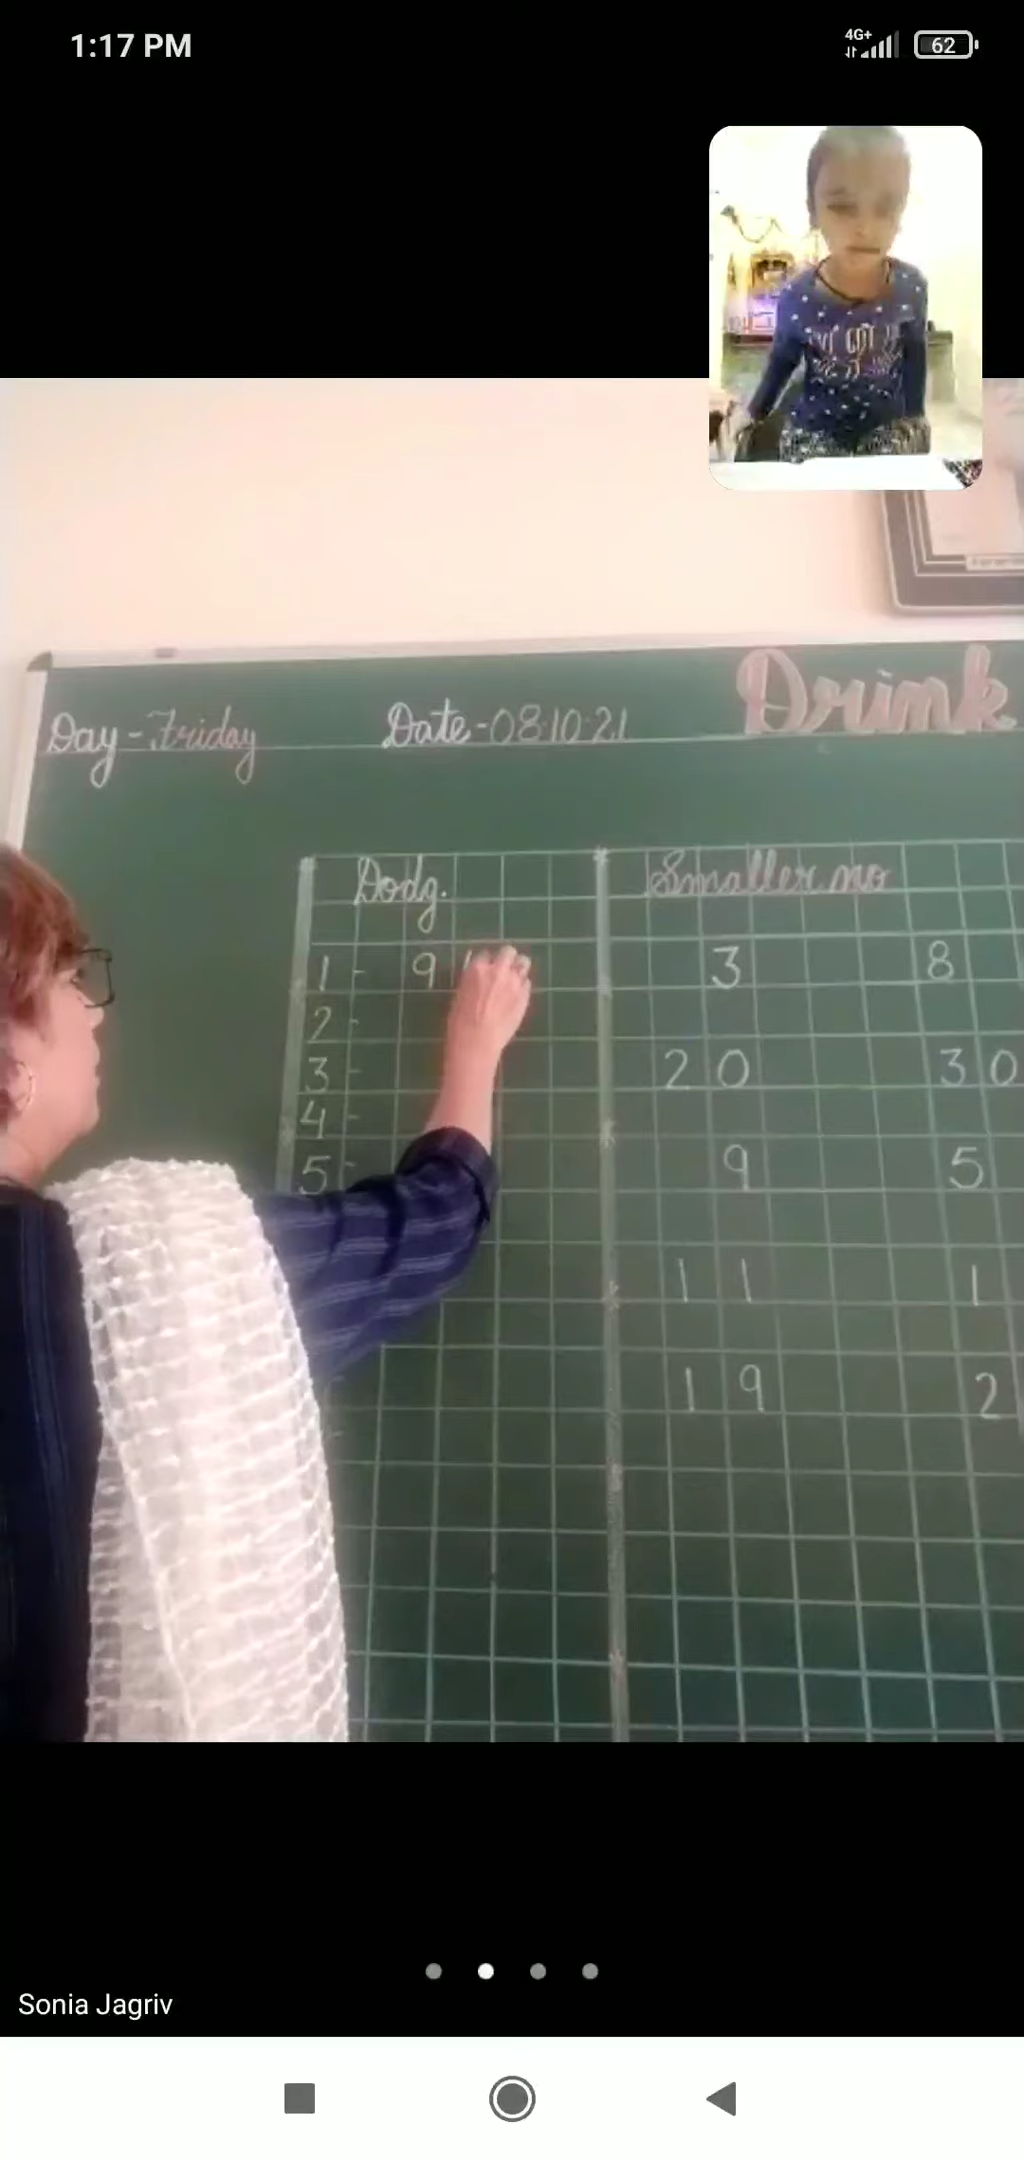 1:17 PM
4G+ 62
Day - Friday Date - 08.10.21 Drink
Dodg. Smaller no
1 - 9 3 8
2 -
3 - 20 30
4 -
5 - 9 5
11 1
19 2
Sonia Jagriv